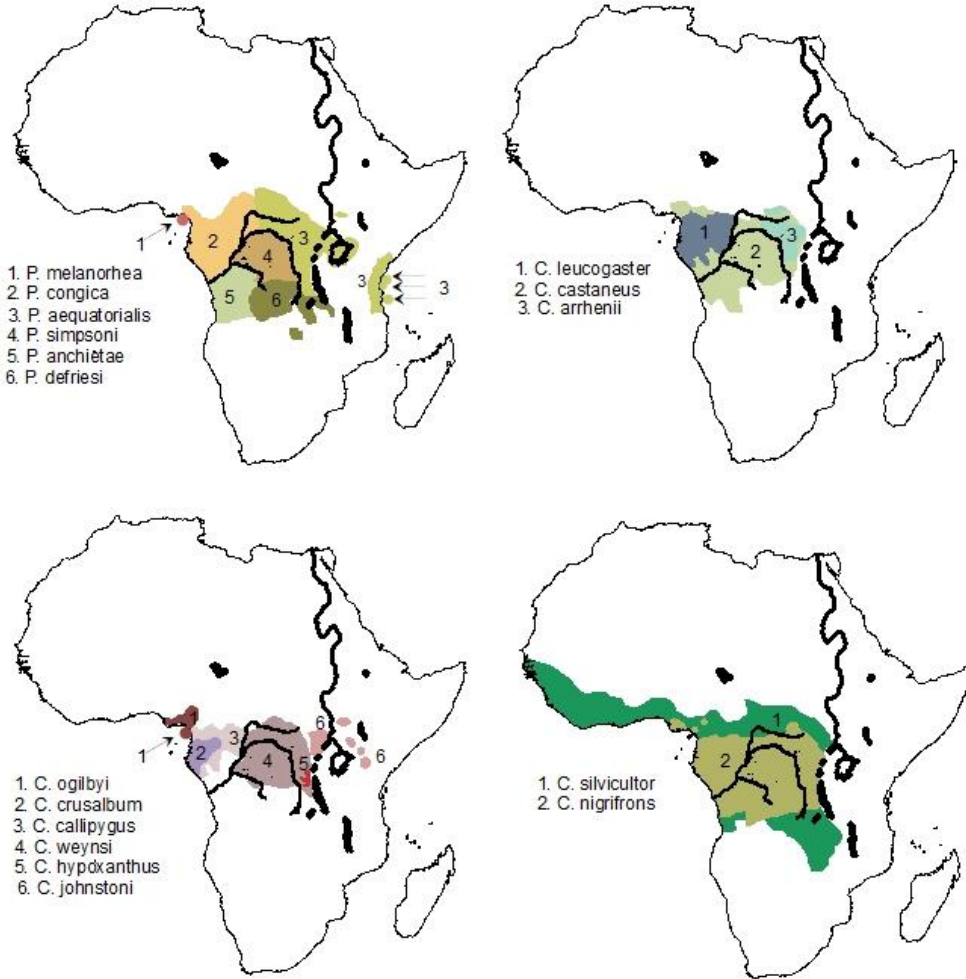 1
2
3
4
5
6
3
3
1. P. melanorhea
2. P. congica
3. P. aequatorialis
4. P. simpsoni
5. P. anchiëtae
6. P. defriesi
1
2
3
1. C. leucogaster
2. C. castaneus
3. C. arrhenii
1
1
2
3
4
5
6
6
1. C. ogilbyi
2. C. crusalbum
3. C. callipygus
4. C. weynsi
5. C. hypoxanthus
6. C. johnstoni
1
2
1. C. silvicultor
2. C. nigrifrons